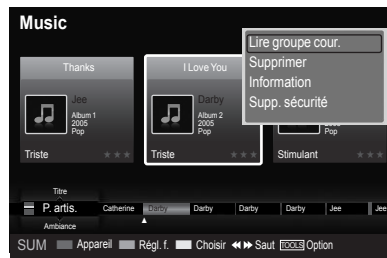 Music
Lire groupe cour.
Supprimer
Information
Supp. sécurité
Thanks
Jee
Album 1
2005
Pop
Triste
I Love You
Darby
Album 2
2005
Pop
Triste
2005
Pop
Stimulant
Titre
P. artis.
Catherine Darby Darby Darby Darby Jee Jee
Ambiance
SUM Appareil Régl. f. Choisir Saut TOOLS Option